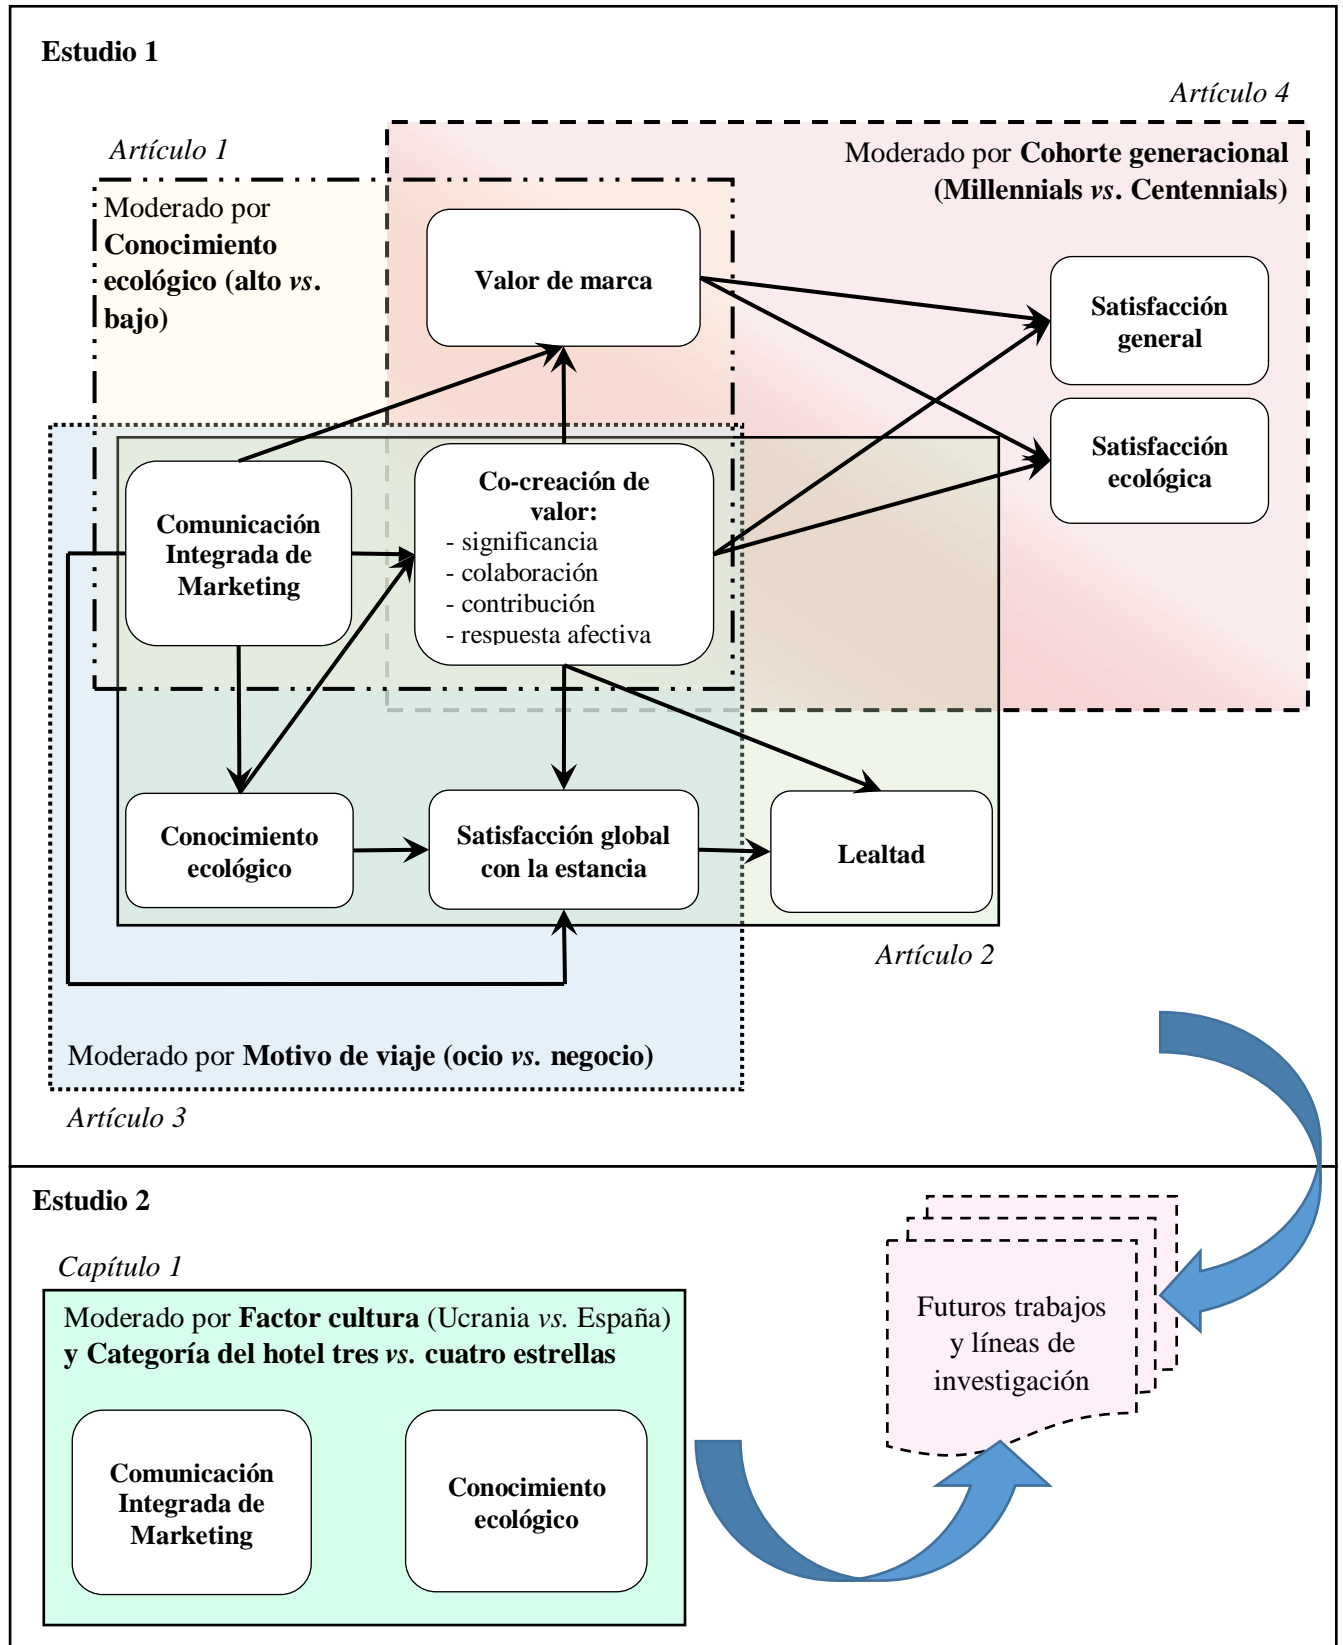 Estudio 1
Artículo 4
Artículo 1
Moderado por Cohorte generacional
(Millennials vs. Centennials)
Moderado por
Conocimiento
ecológico (alto vs.
bajo)
Valor de marca
Satisfacción
general
Satisfacción
ecológica
Comunicación
Integrada de
Marketing
Co-creación de
valor:
- significancia
- colaboración
- contribución
- respuesta afectiva
Conocimiento
ecológico
Satisfacción global
con la estancia
Lealtad
Artículo 2
Moderado por Motivo de viaje (ocio vs. negocio)
Artículo 3
Estudio 2
Capítulo 1
Moderado por Factor cultura (Ucrania vs. España)
y Categoría del hotel tres vs. cuatro estrellas
Comunicación
Integrada de
Marketing
Conocimiento
ecológico
Futuros trabajos
y líneas de
investigación